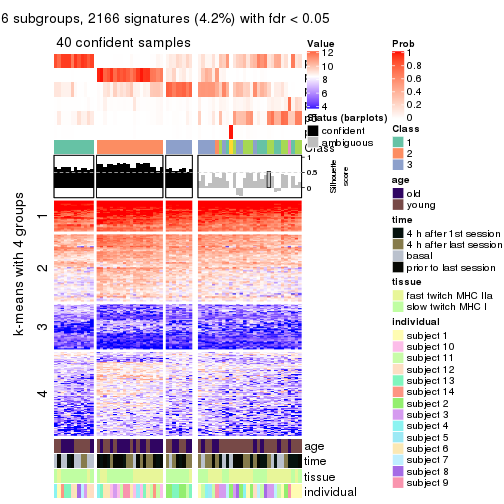 6 subgroups, 2166 signatures (4.2%) with fdr < 0.05
40 confident samples
k-means with 4 groups
1
2
3
4
Class
1
0.5
0
Silhouette
score
age
time
tissue
individual
Value
12
10
8
6
4
Status (barplots)
confident
ambiguous
Prob
1
0.8
0.6
0.4
0.2
0
Class
1
2
3
age
old
young
time
4 h after 1st session
4 h after last session
basal
prior to last session
tissue
fast twitch MHC IIa
slow twitch MHC I
individual
subject 1
subject 10
subject 11
subject 12
subject 13
subject 14
subject 2
subject 3
subject 4
subject 5
subject 6
subject 7
subject 8
subject 9